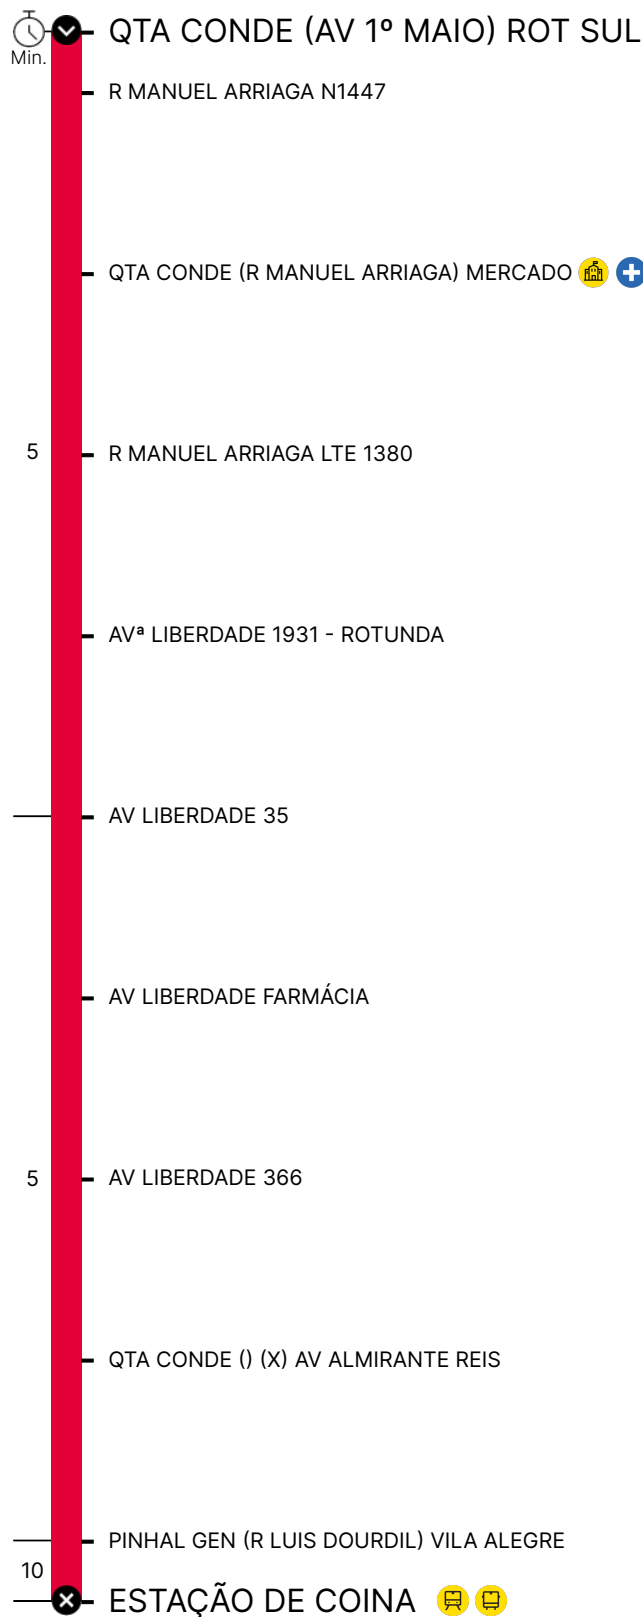 QTA CONDE (AV 1º MAIO) ROT SUL
Min.
R MANUEL ARRIAGA N1447
QTA CONDE (R MANUEL ARRIAGA) MERCADO
5
R MANUEL ARRIAGA LTE 1380
AVª LIBERDADE 1931 - ROTUNDA
AV LIBERDADE 35
AV LIBERDADE FARMÁCIA
5
AV LIBERDADE 366
QTA CONDE () (X) AV ALMIRANTE REIS
PINHAL GEN (R LUIS DOURDIL) VILA ALEGRE
10
ESTAÇÃO DE COINA